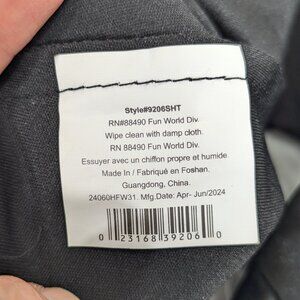 Style#9206SHT
RN#88490 Fun World Div.
Wipe clean with damp cloth.
RN 88490 Fun World Div.
Essuyer avec un chiffon propre et humide.
Made In / Fabriqué en Foshan.
Guangdong, China.
24060HFW31. Mfg.Date: Apr- Jun/2024
0 23168 39206 0